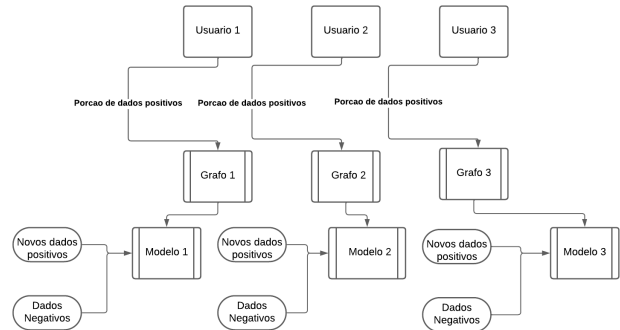 Usuario 1
Usuario 2
Usuario 3
Porcao de dados positivos
Porcao de dados positivos
Porcao de dados positivos
Grafo 1
Grafo 2
Grafo 3
Novos dados
positivos
Modelo 1
Novos dados
positivos
Modelo 2
Novos dados
positivos
Modelo 3
Dados
Negativos
Dados
Negativos
Dados
Negativos